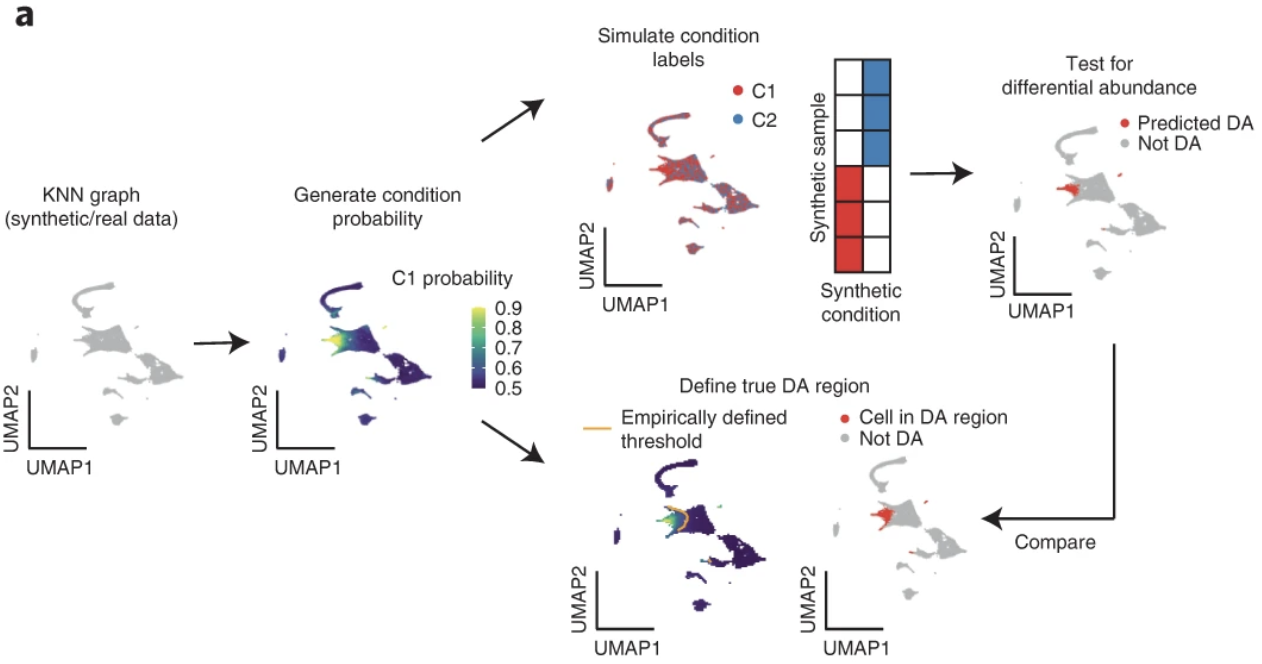 a
KNN graph
(synthetic/real data)
UMAP2
UMAP1
Generate condition
probability
C1 probability
0.9
0.8
0.7
0.6
0.5
UMAP2
UMAP1
Simulate condition
labels
C1
C2
UMAP2
UMAP1
Synthetic sample
Synthetic
condition
Test for
differential abundance
Predicted DA
Not DA
UMAP2
UMAP1
Define true DA region
Empirically defined
threshold
UMAP2
UMAP1
Cell in DA region
Not DA
UMAP2
UMAP1
Compare